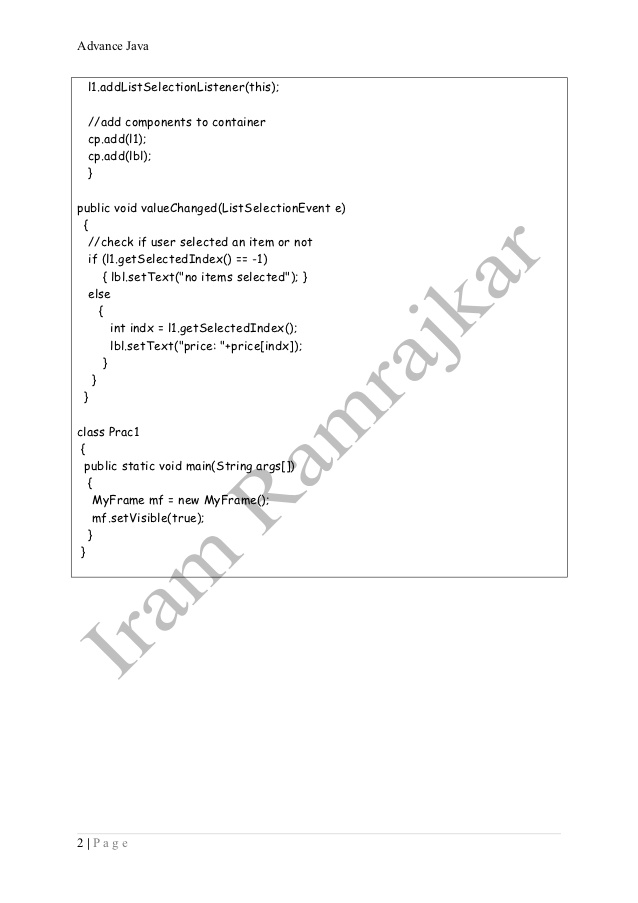 Advance Java
l1.addListSelectionListener(this);
//add components to container
cp.add(l1);
cp.add(lbl);
}
public void valueChanged(ListSelectionEvent e)
{
//check if user selected an item or not
if (l1.getSelectedIndex() == -1)
{ lbl.setText("no items selected"); }
else
{
int indx = l1.getSelectedIndex();
lbl.setText("price: "+price[indx]);
}
}
}
class Prac1
{
public static void main(String args[])
{
MyFrame mf = new MyFrame();
mf.setVisible(true);
}
}
Iram Ramrajkar
2 | P a g e